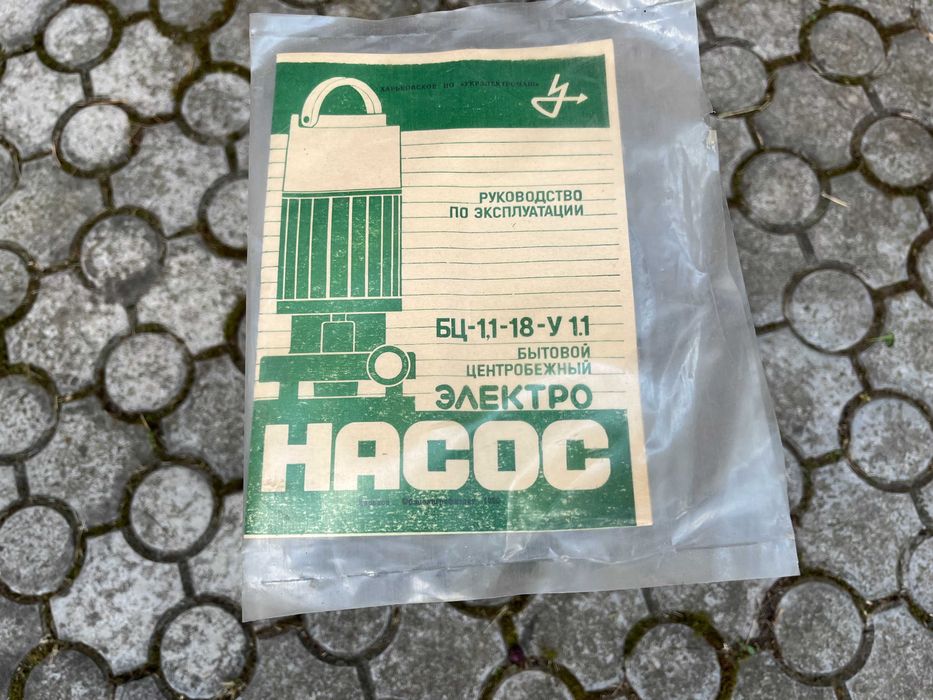 ХАРЬКОВСКОЕ ПО «УКРЭЛЕКТРОМАШ»
РУКОВОДСТВО
ПО ЭКСПЛУАТАЦИИ
БЦ-1,1-18-У 1.1
БЫТОВОЙ
ЦЕНТРОБЕЖНЫЙ
ЭЛЕКТРО
НАСОС